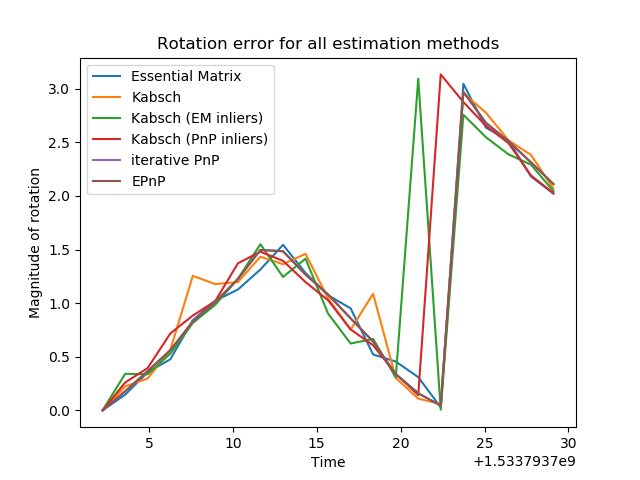 Rotation error for all estimation methods
Essential Matrix
Kabsch
Kabsch (EM inliers)
Kabsch (PnP inliers)
iterative PnP
EPnP
Magnitude of rotation
3.0
2.5
2.0
1.5
1.0
0.5
0.0
5 10 15 20 25 30
Time
+1.5337937e9